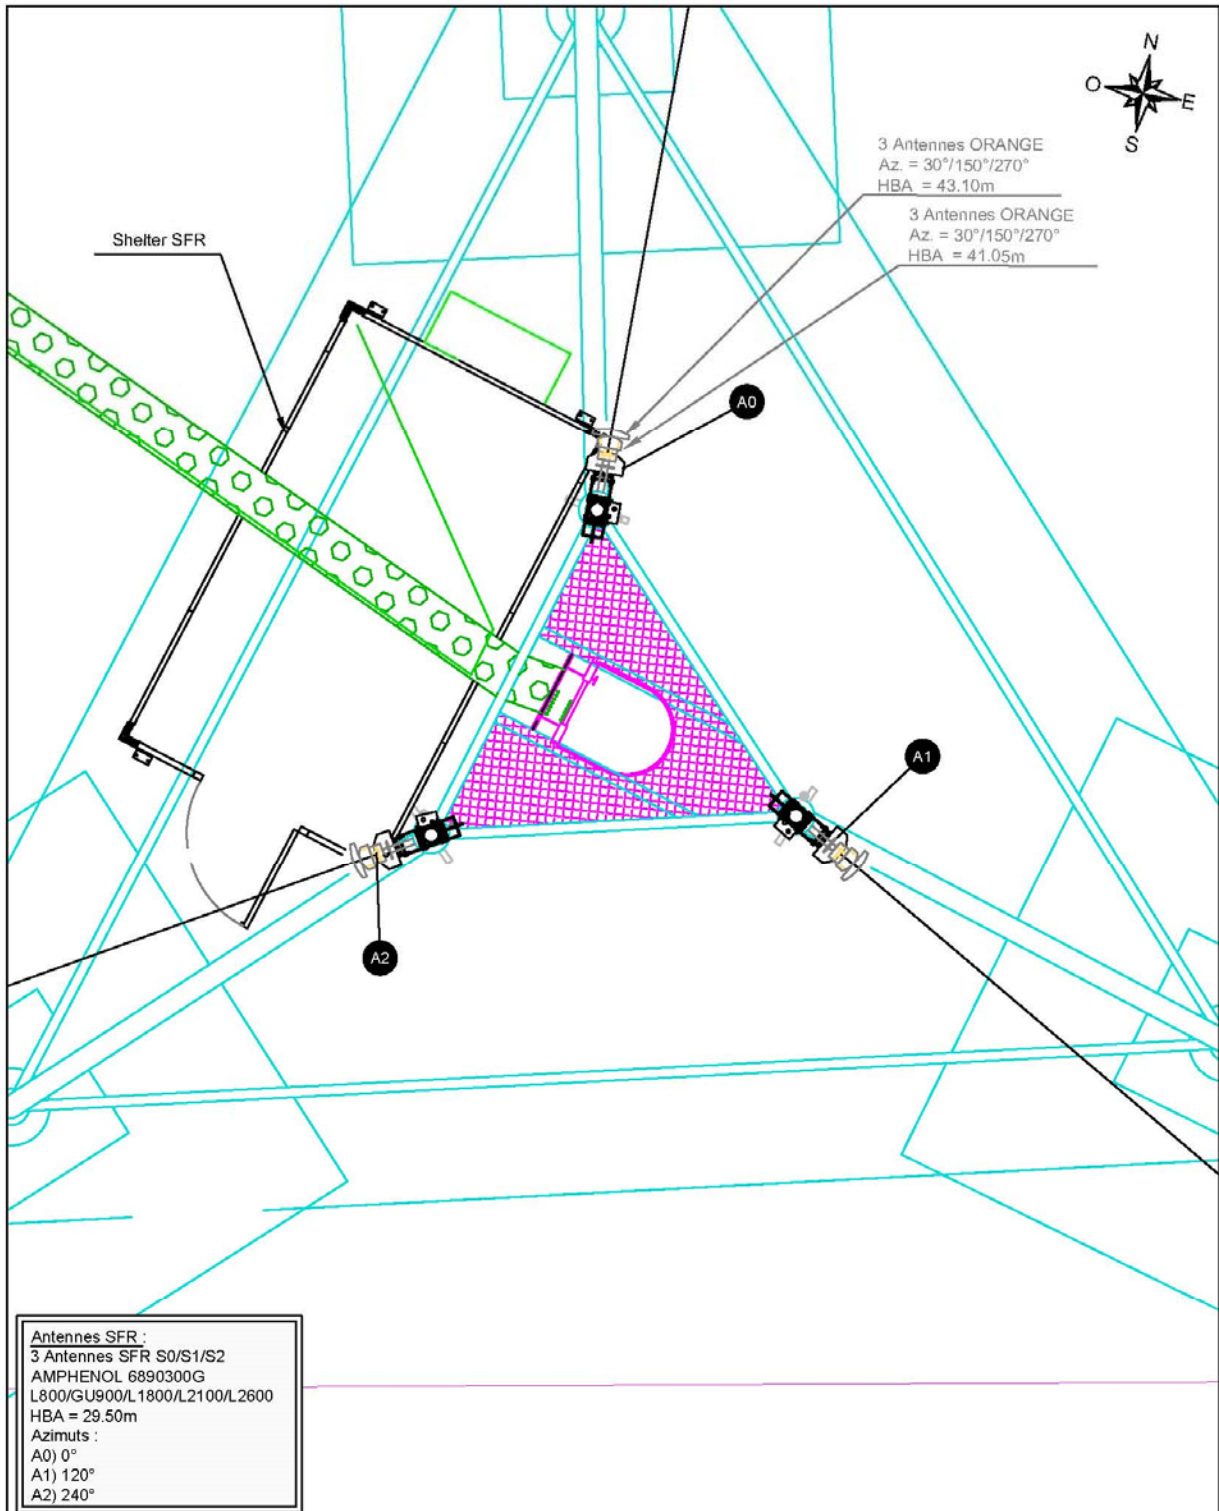 N
O
E
S
3 Antennes ORANGE
Az. = 30°/150°/270°
HBA = 43.10m
3 Antennes ORANGE
Az. = 30°/150°/270°
HBA = 41.05m
Shelter SFR
A0
A1
A2
Antennes SFR :
3 Antennes SFR S0/S1/S2
AMPHENOL 6890300G
L800/GU900/L1800/L2100/L2600
HBA = 29.50m
Azimuts :
A0) 0°
A1) 120°
A2) 240°